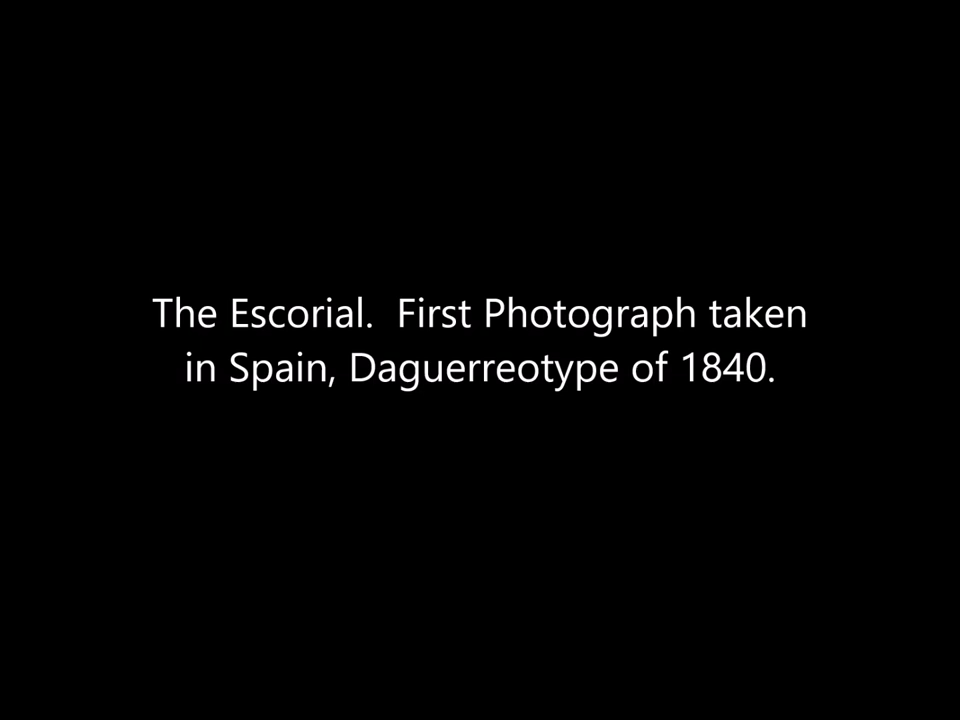 The Escorial.  First Photograph taken
in Spain, Daguerreotype of 1840.